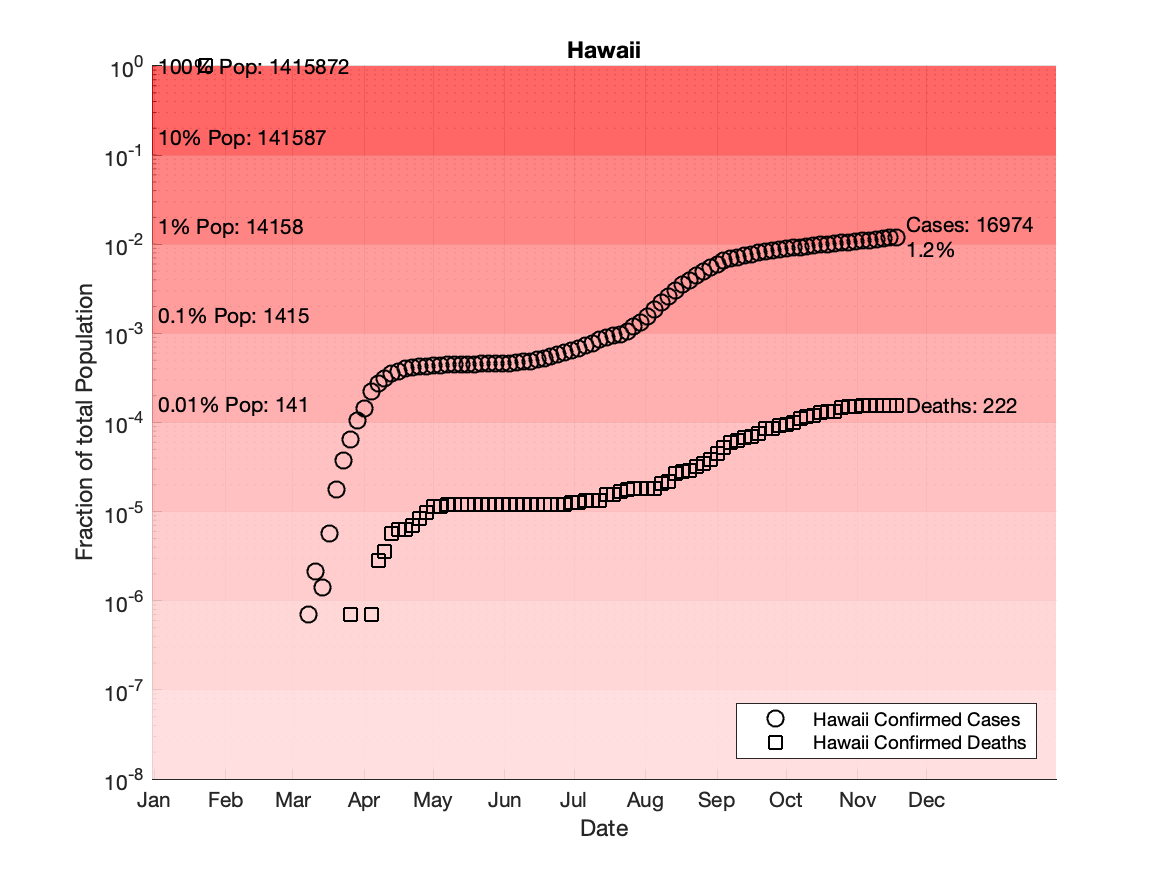 Hawaii
10^0
100% Pop: 1415872
10% Pop: 141587
10^-1
1% Pop: 14158
Cases: 16974
1.2%
10^-2
0.1% Pop: 1415
10^-3
0.01% Pop: 141
Deaths: 222
10^-4
10^-5
10^-6
10^-7
10^-8
Fraction of total Population
Hawaii Confirmed Cases
Hawaii Confirmed Deaths
Jan Feb Mar Apr May Jun Jul Aug Sep Oct Nov Dec
Date